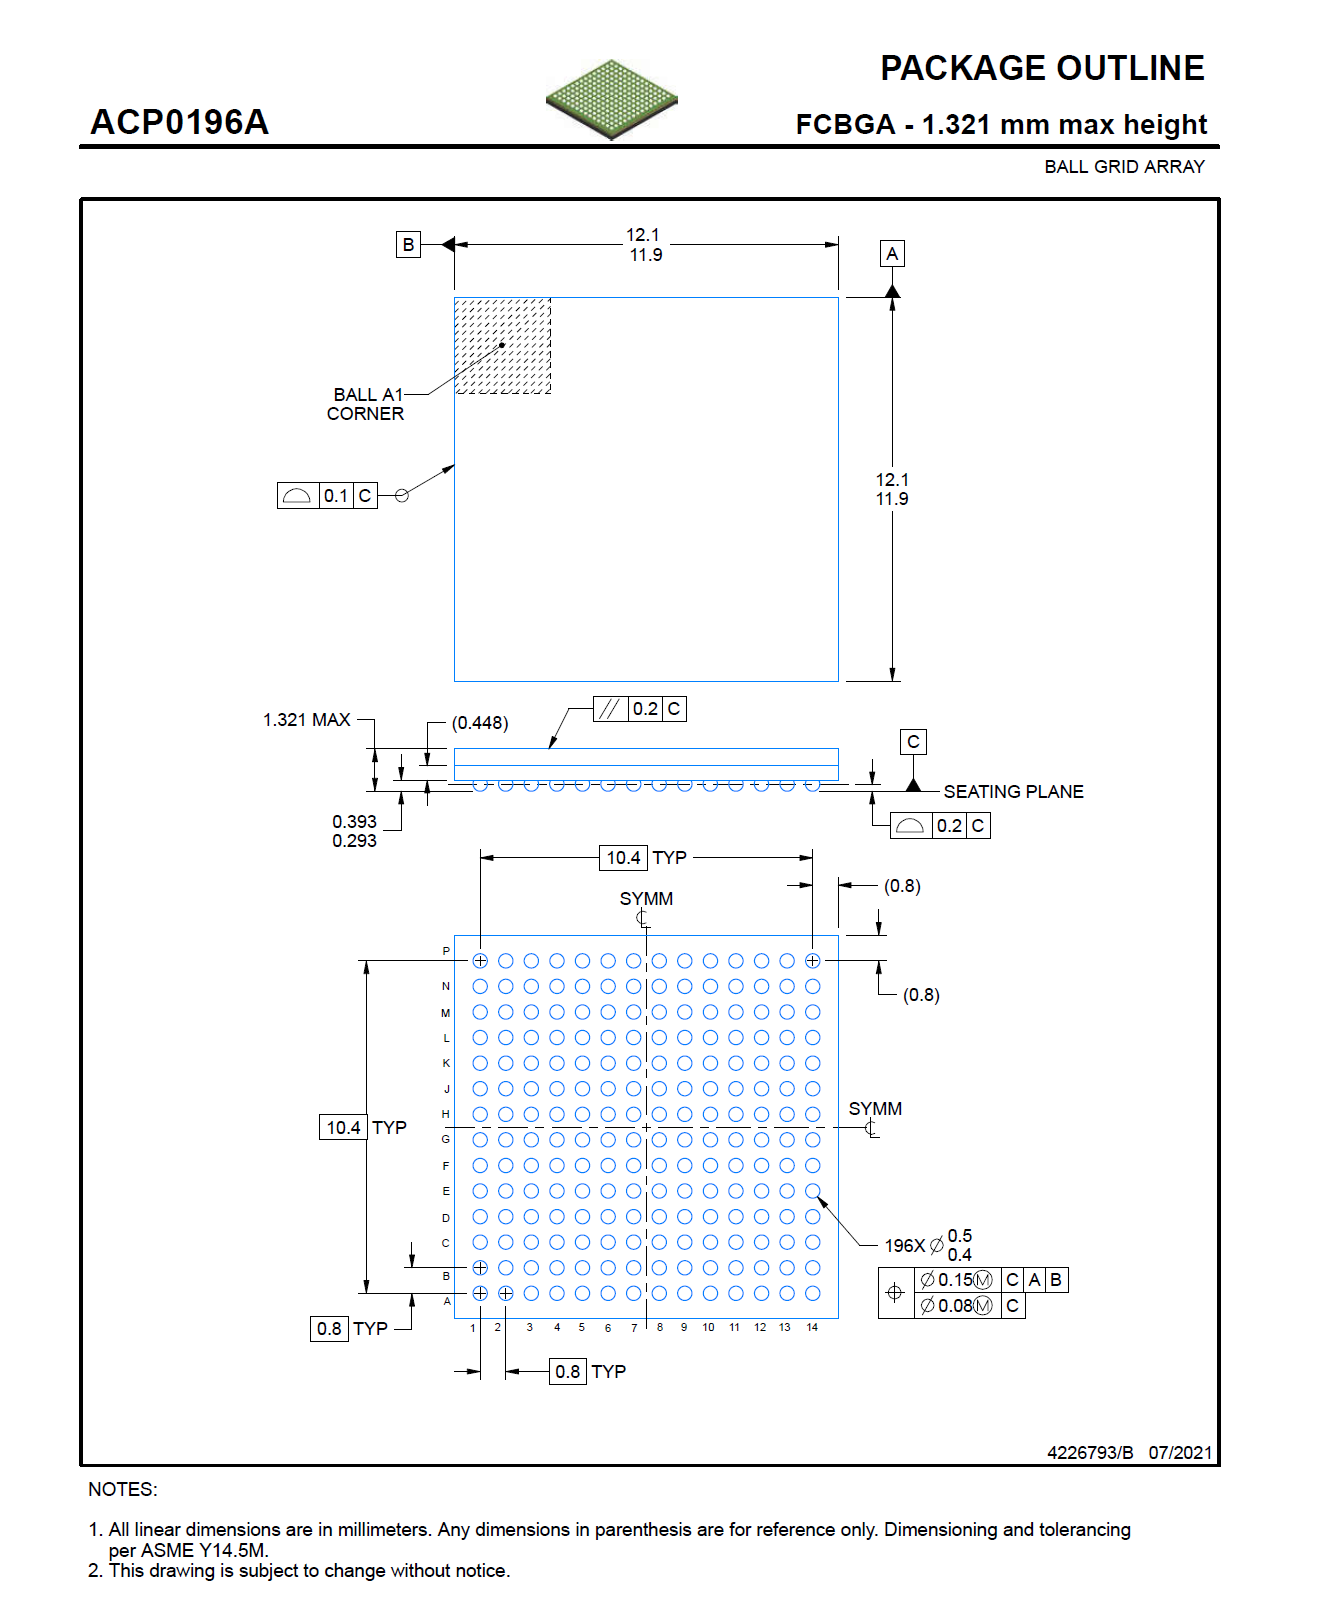 PACKAGE OUTLINE
ACP0196A
FCBGA - 1.321 mm max height
BALL GRID ARRAY
B
12.1
11.9
A
BALL A1
CORNER
0.1 C
12.1
11.9
1.321 MAX
(0.448)
// 0.2 C
C
SEATING PLANE
0.393
0.293
0.2 C
10.4 TYP
(0.8)
SYMM
P
N
(0.8)
M
L
K
J
H
SYMM
10.4 TYP
G
F
E
D
C
196X ⌀ 0.5
0.4
B
⌀ 0.15Ⓜ C A B
A
⌀ 0.08Ⓜ C
0.8 TYP
1 2 3 4 5 6 7 8 9 10 11 12 13 14
0.8 TYP
4226793/B 07/2021
NOTES:
1. All linear dimensions are in millimeters. Any dimensions in parenthesis are for reference only. Dimensioning and tolerancing
per ASME Y14.5M.
2. This drawing is subject to change without notice.